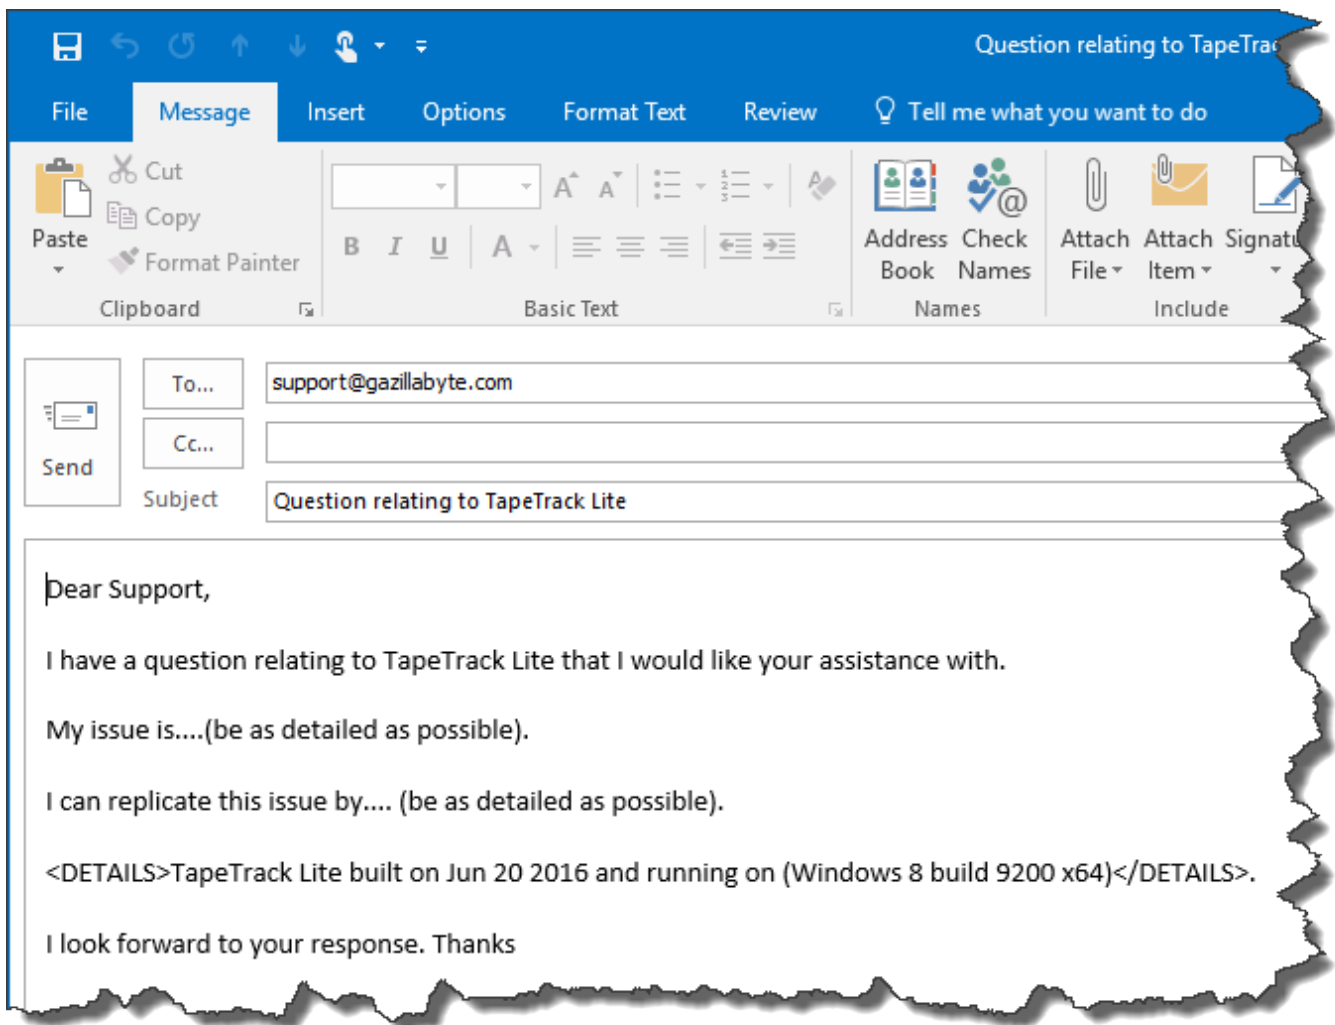 Question relating to TapeTrac
File Message Insert Options Format Text Review Tell me what you want to do
Paste
Cut
Copy
Format Painter
Clipboard
Basic Text
Address Book
Check Names
Names
Attach File
Attach Item
Signatu
Include
Send
To...
support@gazillabyte.com
Cc...
Subject
Question relating to TapeTrack Lite
Dear Support,
I have a question relating to TapeTrack Lite that I would like your assistance with.
My issue is....(be as detailed as possible).
I can replicate this issue by.... (be as detailed as possible).
<DETAILS>TapeTrack Lite built on Jun 20 2016 and running on (Windows 8 build 9200 x64)</DETAILS>.
I look forward to your response. Thanks